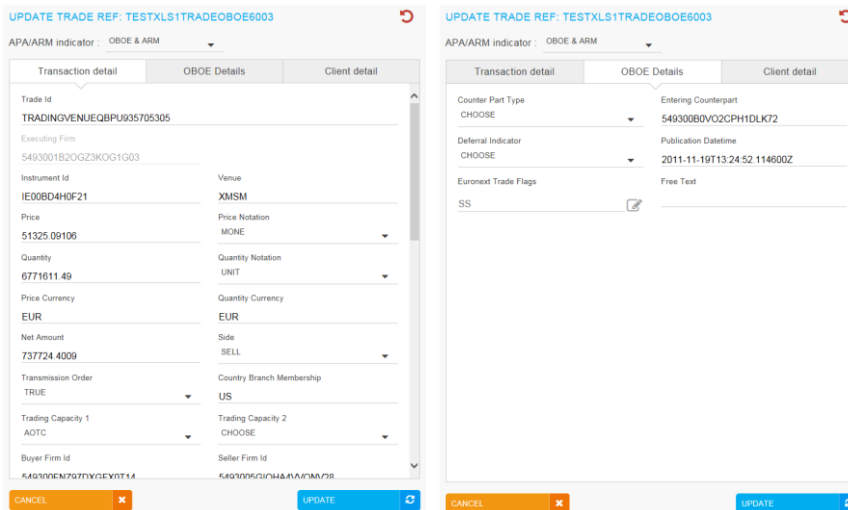 UPDATE TRADE REF: TESTXLS1TRADEOBOE6003
APA/ARM indicator : OBOE & ARM
Transaction detail OBOE Details Client detail
Trade Id
TRADINGVENUEQBPU935705305
Executing Firm
5493001B2OGZ3KOG1G03
Instrument Id Venue
IE00BD4H0F21 XMSM
Price Price Notation
51325.09106 MONE
Quantity Quantity Notation
6771611.49 UNIT
Price Currency Quantity Currency
EUR EUR
Net Amount Side
737724.4009 SELL
Transmission Order Country Branch Membership
TRUE US
Trading Capacity 1 Trading Capacity 2
AOTC CHOOSE
Buyer Firm Id Seller Firm Id
CANCEL UPDATE
UPDATE TRADE REF: TESTXLS1TRADEOBOE6003
APA/ARM indicator : OBOE & ARM
Transaction detail OBOE Details Client detail
Counter Part Type Entering Counterpart
CHOOSE 549300B0VO2CPH1DLK72
Deferral Indicator Publication Datetime
CHOOSE 2011-11-19T13:24:52.114600Z
Euronext Trade Flags Free Text
SS
CANCEL UPDATE